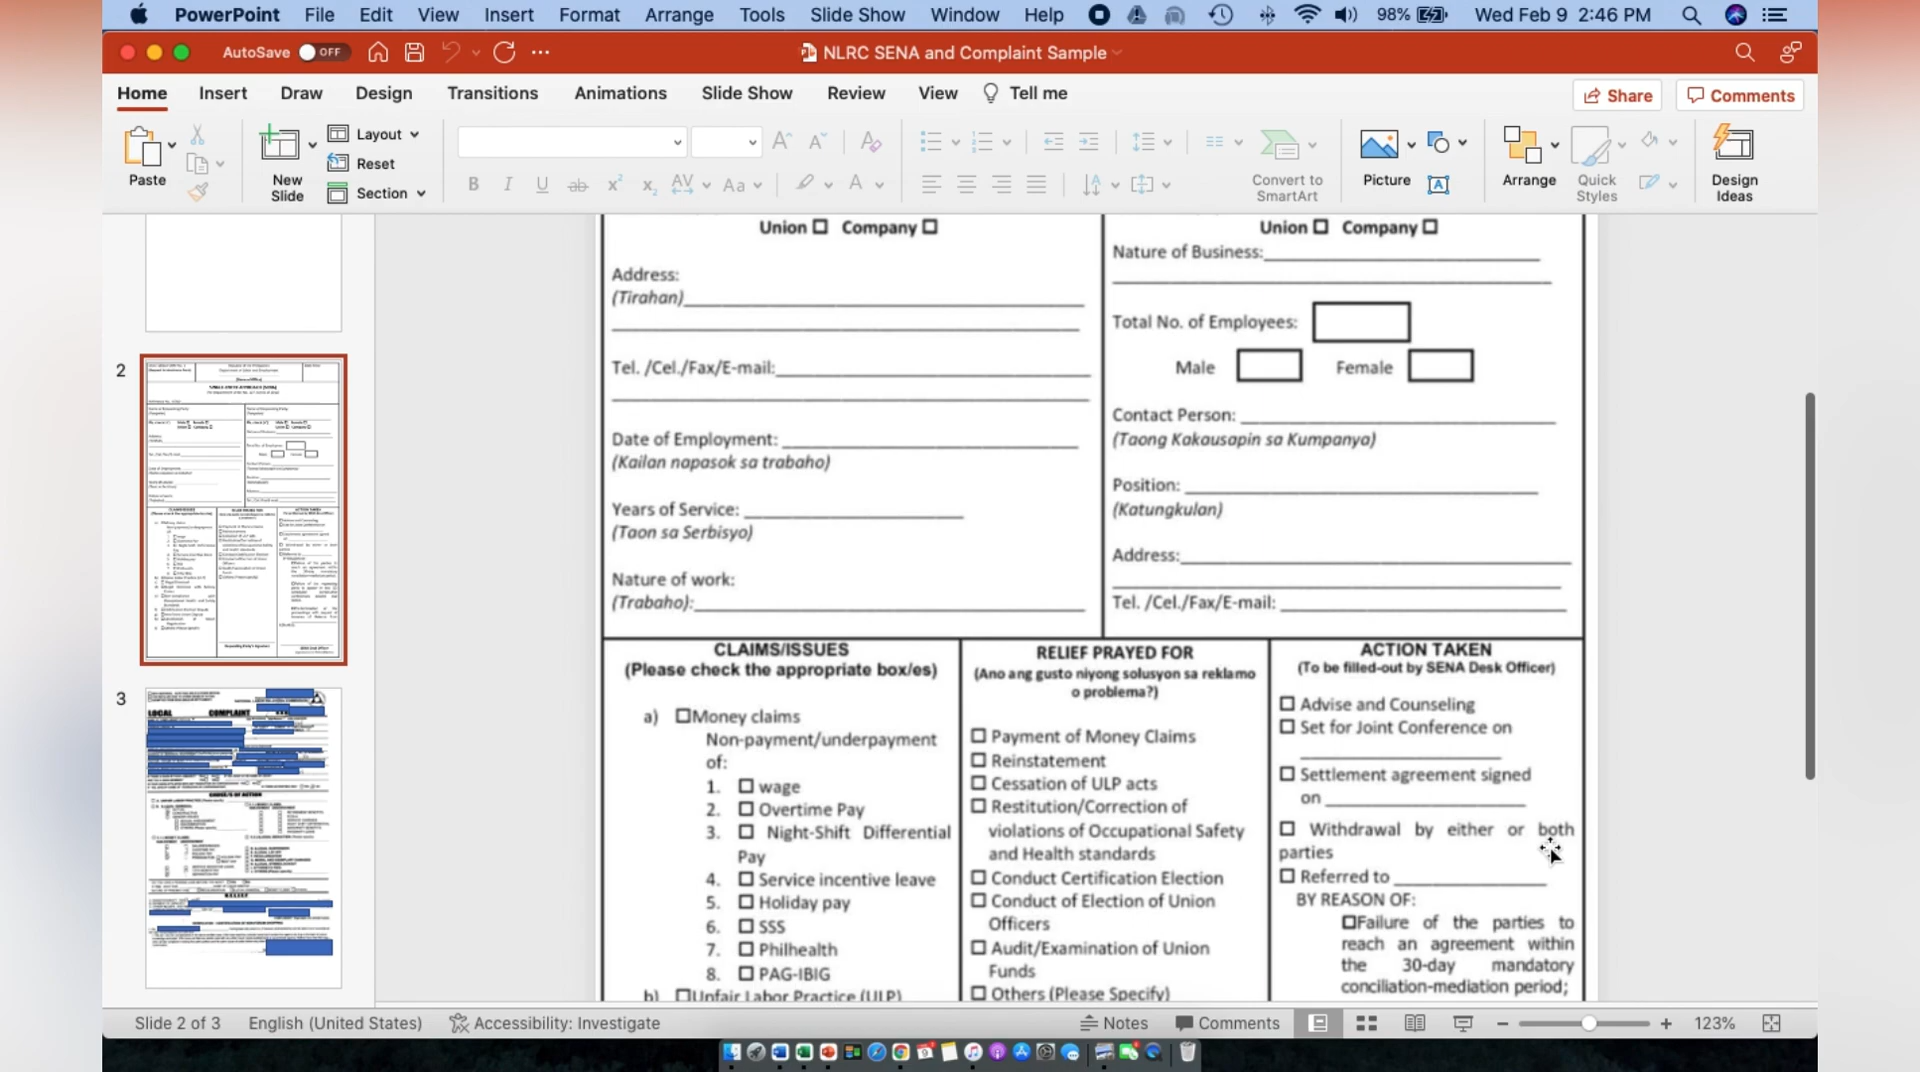 PowerPoint File Edit View Insert Format Arrange Tools Slide Show Window Help 98% Wed Feb 9 2:46 PM
AutoSave OFF NLRC SENA and Complaint Sample
Home Insert Draw Design Transitions Animations Slide Show Review View Tell me Share Comments
Paste
New Slide
Layout
Reset
Section
Convert to SmartArt
Picture
Arrange
Quick Styles
Design Ideas
2
3
LOCAL COMPLAINT
Union ☐ Company ☐
Address:
(Tirahan)
Tel. /Cel./Fax/E-mail:
Date of Employment:
(Kailan napasok sa trabaho)
Years of Service:
(Taon sa Serbisyo)
Nature of work:
(Trabaho):
Union ☐ Company ☐
Nature of Business:
Total No. of Employees:
Male Female
Contact Person:
(Taong Kakausapin sa Kumpanya)
Position:
(Katungkulan)
Address:
Tel. /Cel./Fax/E-mail:
CLAIMS/ISSUES
(Please check the appropriate box/es)
a) ☐Money claims
Non-payment/underpayment
of:
1. ☐ wage
2. ☐ Overtime Pay
3. ☐ Night-Shift Differential
Pay
4. ☐ Service incentive leave
5. ☐ Holiday pay
6. ☐ SSS
7. ☐ Philhealth
8. ☐ PAG-IBIG
b) ☐Unfair Labor Practice (ULP)
RELIEF PRAYED FOR
(Ano ang gusto niyong solusyon sa reklamo
o problema?)
☐ Payment of Money Claims
☐ Reinstatement
☐ Cessation of ULP acts
☐ Restitution/Correction of
violations of Occupational Safety
and Health standards
☐ Conduct Certification Election
☐ Conduct of Election of Union
Officers
☐ Audit/Examination of Union
Funds
☐ Others (Please Specify)
ACTION TAKEN
(To be filled-out by SENA Desk Officer)
☐ Advise and Counseling
☐ Set for Joint Conference on
☐ Settlement agreement signed
on
☐ Withdrawal by either or both
parties
☐ Referred to
BY REASON OF:
☐Failure of the parties to
reach an agreement within
the 30-day mandatory
conciliation-mediation period;
Slide 2 of 3 English (United States) Accessibility: Investigate Notes Comments 123%